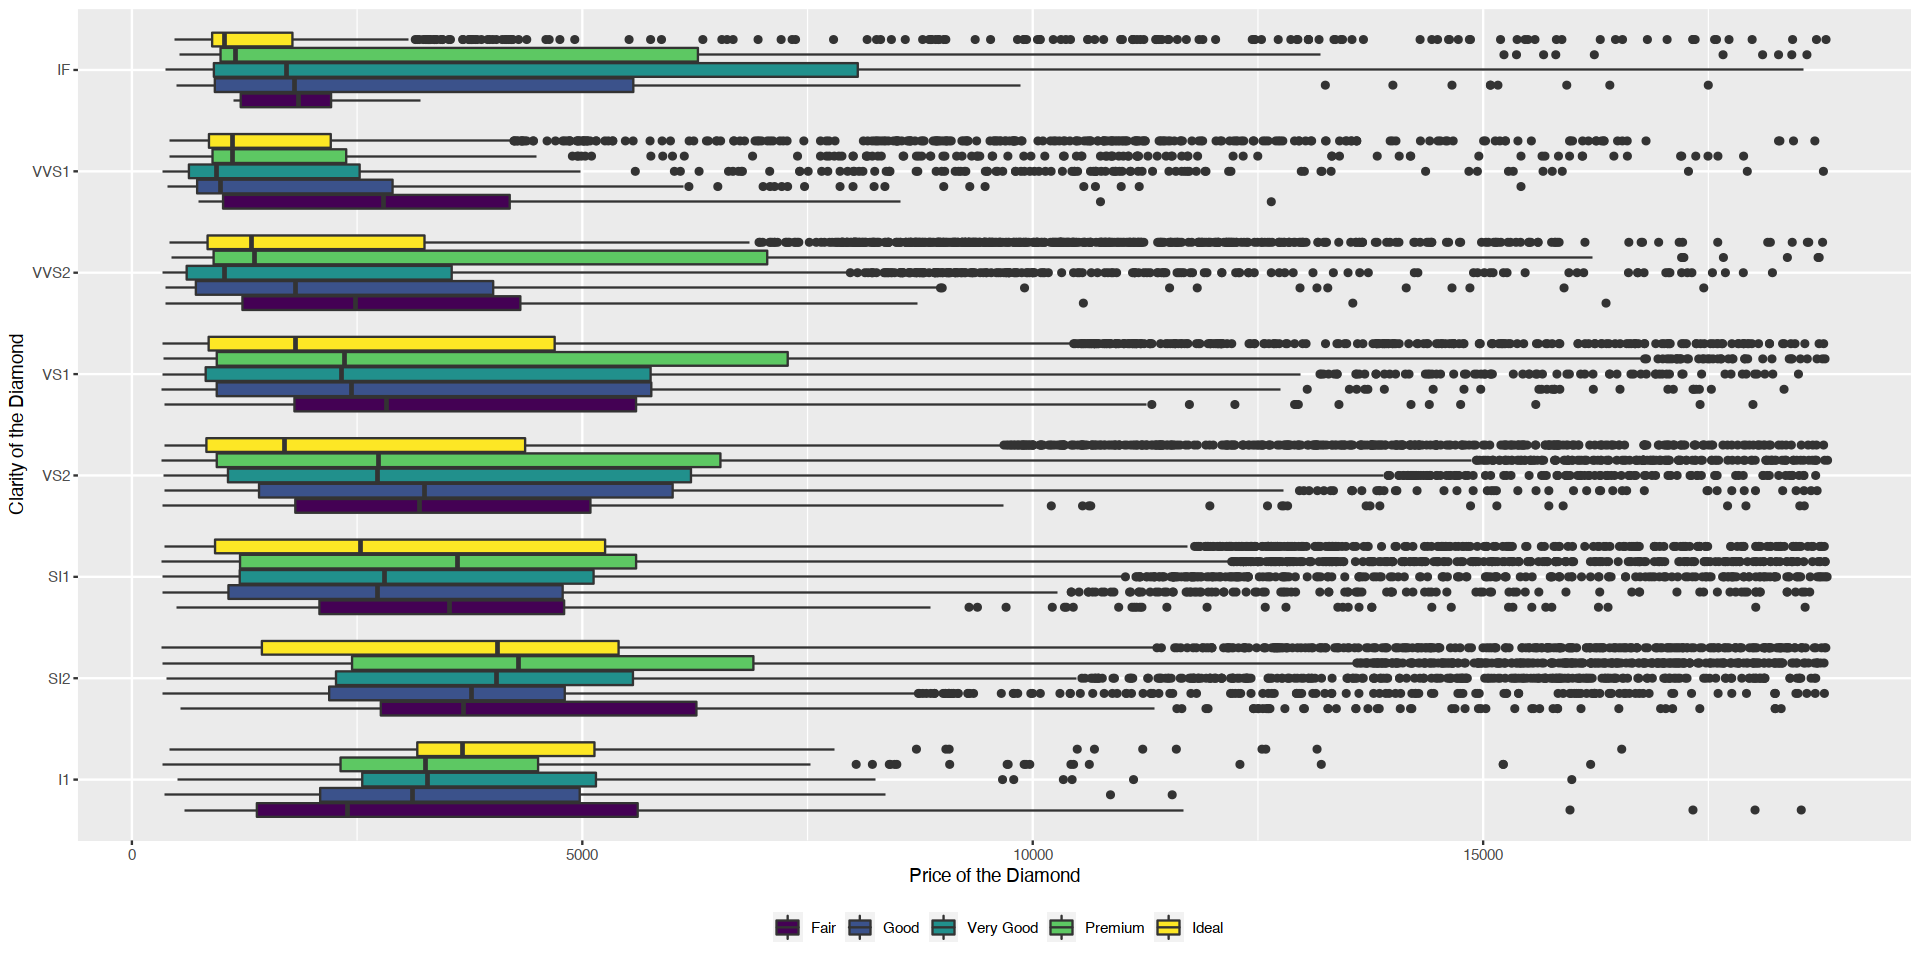 IF
VVS1
VVS2
VS1
VS2
SI1
SI2
I1
Clarity of the Diamond
0 5000 10000 15000
Price of the Diamond
Fair Good Very Good Premium Ideal